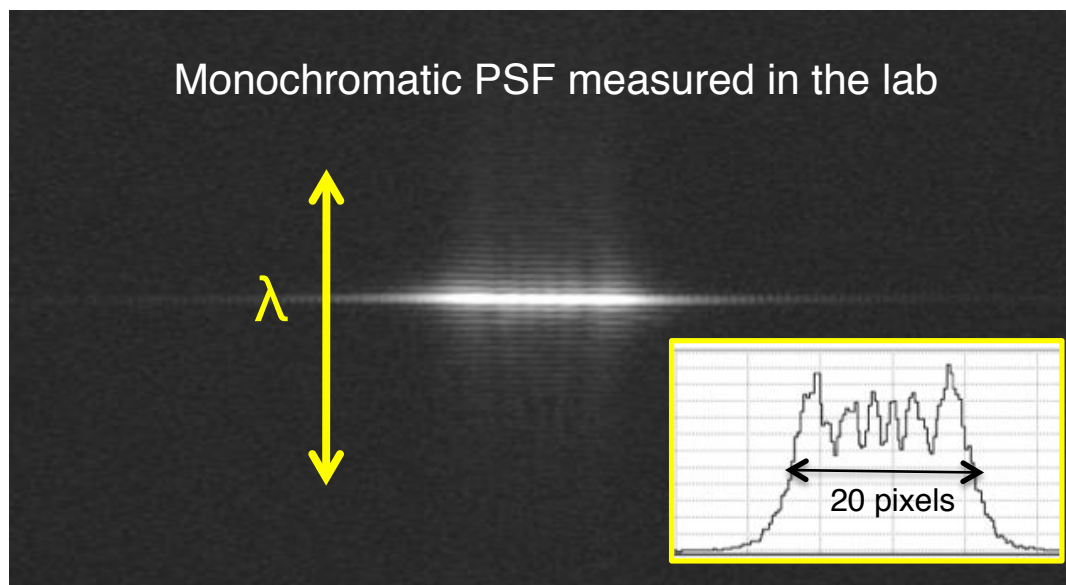 Monochromatic PSF measured in the lab
λ
20 pixels